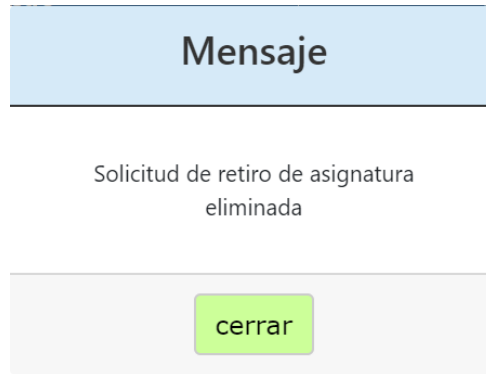 Mensaje
Solicitud de retiro de asignatura
eliminada
cerrar